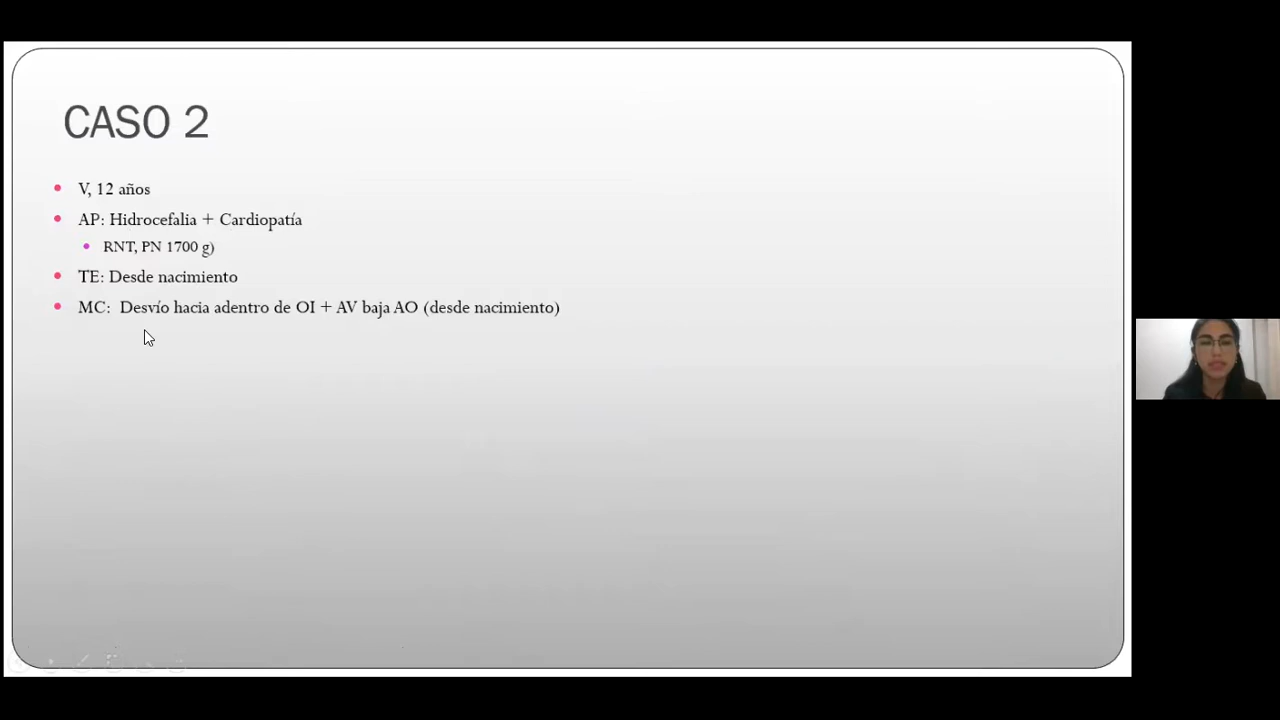 CASO 2
V, 12 años
AP: Hidrocefalia + Cardiopatía
RNT, PN 1700 g)
TE: Desde nacimiento
MC: Desvío hacia adentro de OI + AV baja AO (desde nacimiento)